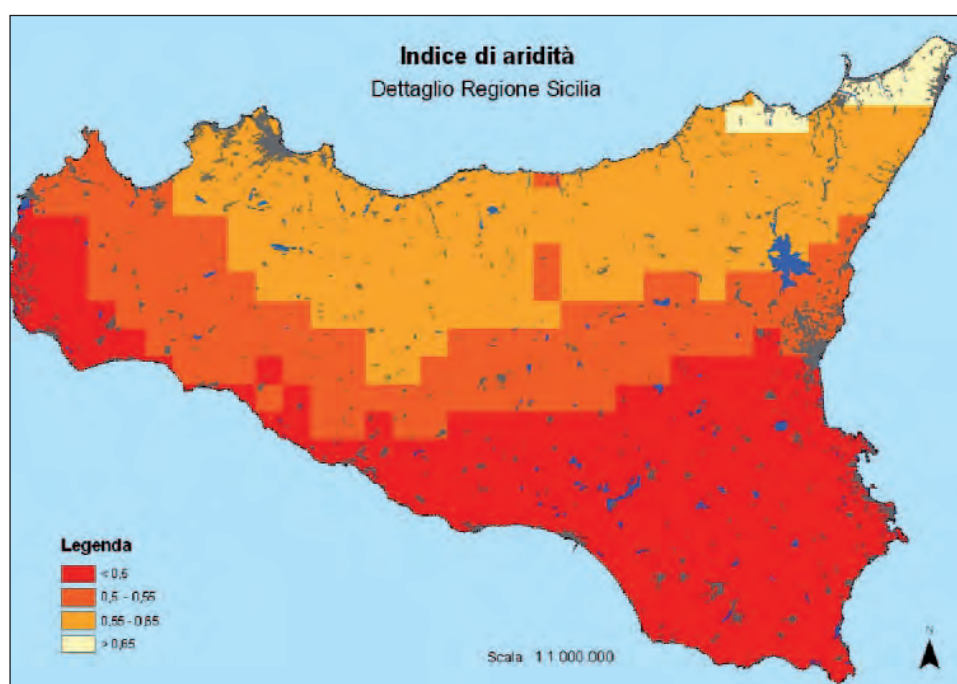 Indice di aridità
Dettaglio Regione Sicilia
Legenda
< 0,5
0,5 - 0,55
0,55 - 0,65
> 0,65
Scala 1:1.000.000
N